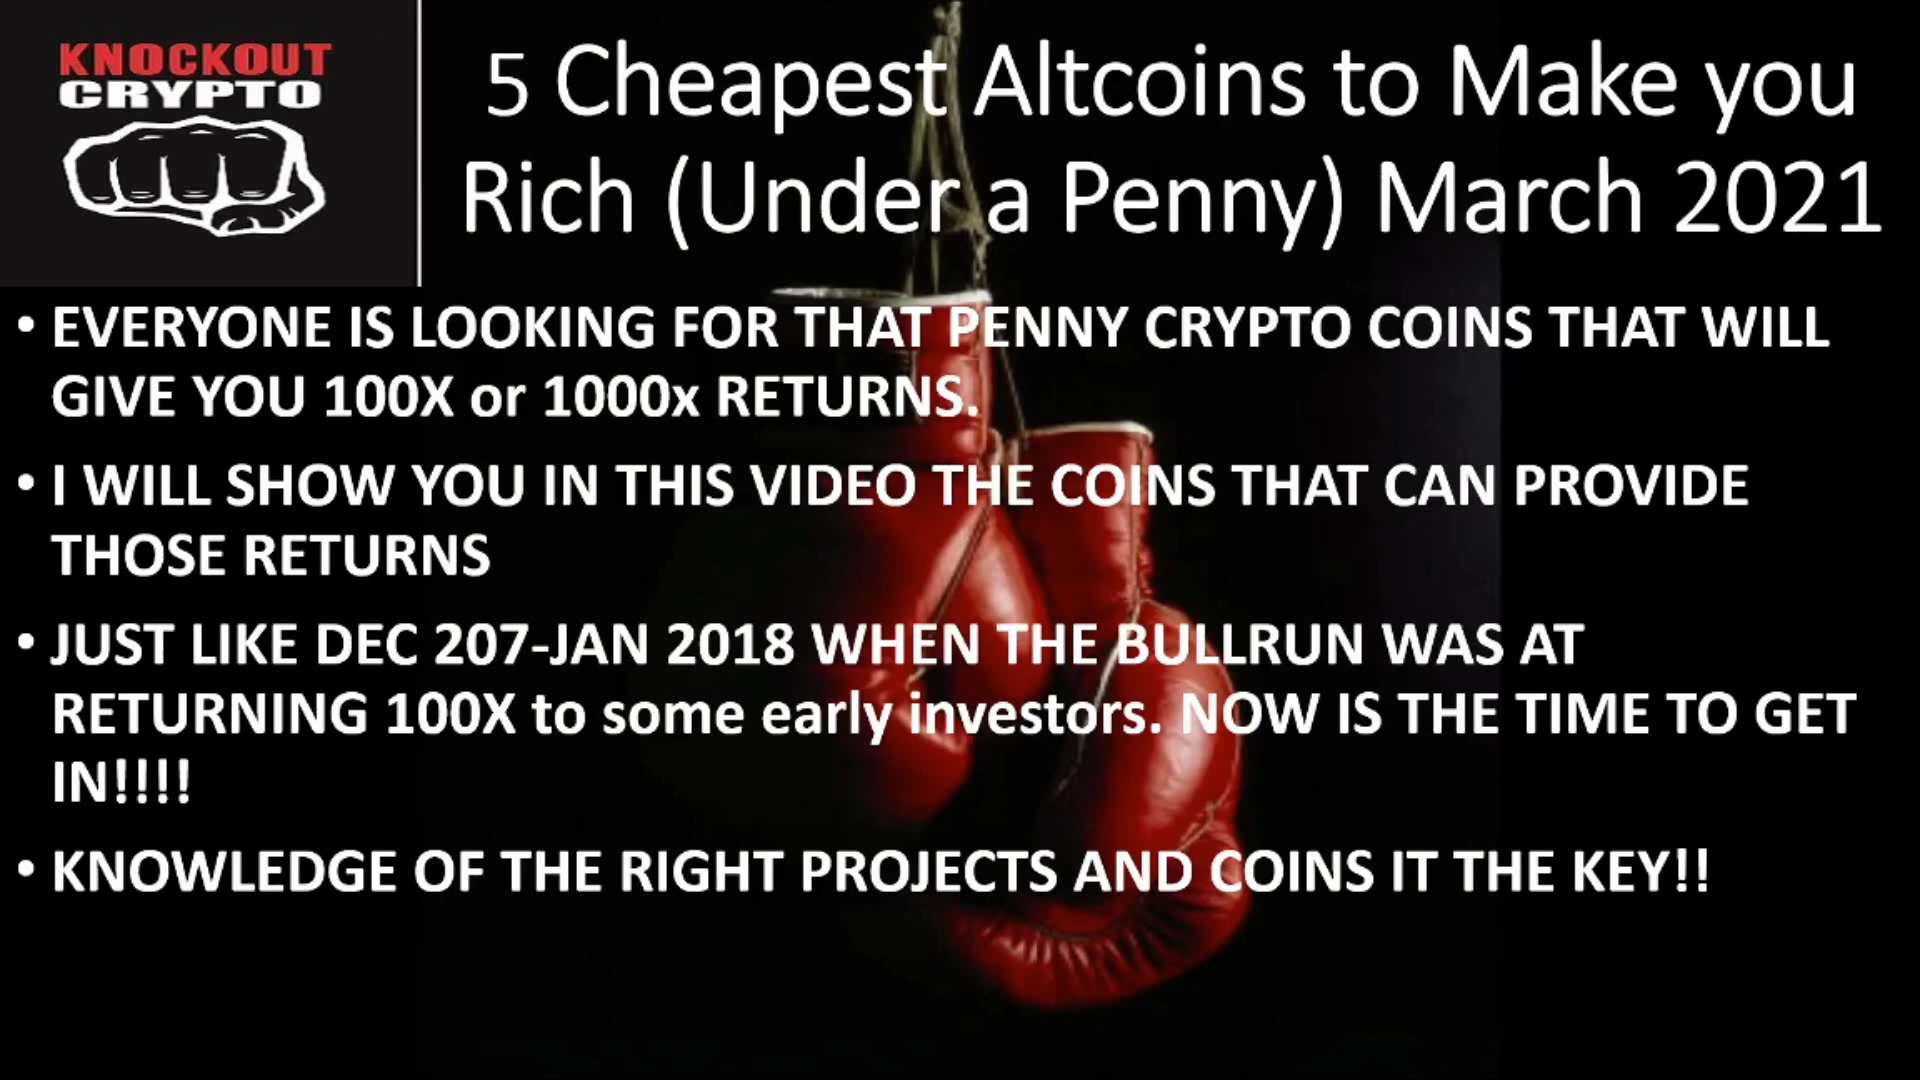 KNOCKOUT
CRYPTO
5 Cheapest Altcoins to Make you
Rich (Under a Penny) March 2021
• EVERYONE IS LOOKING FOR THAT PENNY CRYPTO COINS THAT WILL
GIVE YOU 100X or 1000x RETURNS.
• I WILL SHOW YOU IN THIS VIDEO THE COINS THAT CAN PROVIDE
THOSE RETURNS
• JUST LIKE DEC 207-JAN 2018 WHEN THE BULLRUN WAS AT
RETURNING 100X to some early investors. NOW IS THE TIME TO GET
IN!!!!
• KNOWLEDGE OF THE RIGHT PROJECTS AND COINS IT THE KEY!!